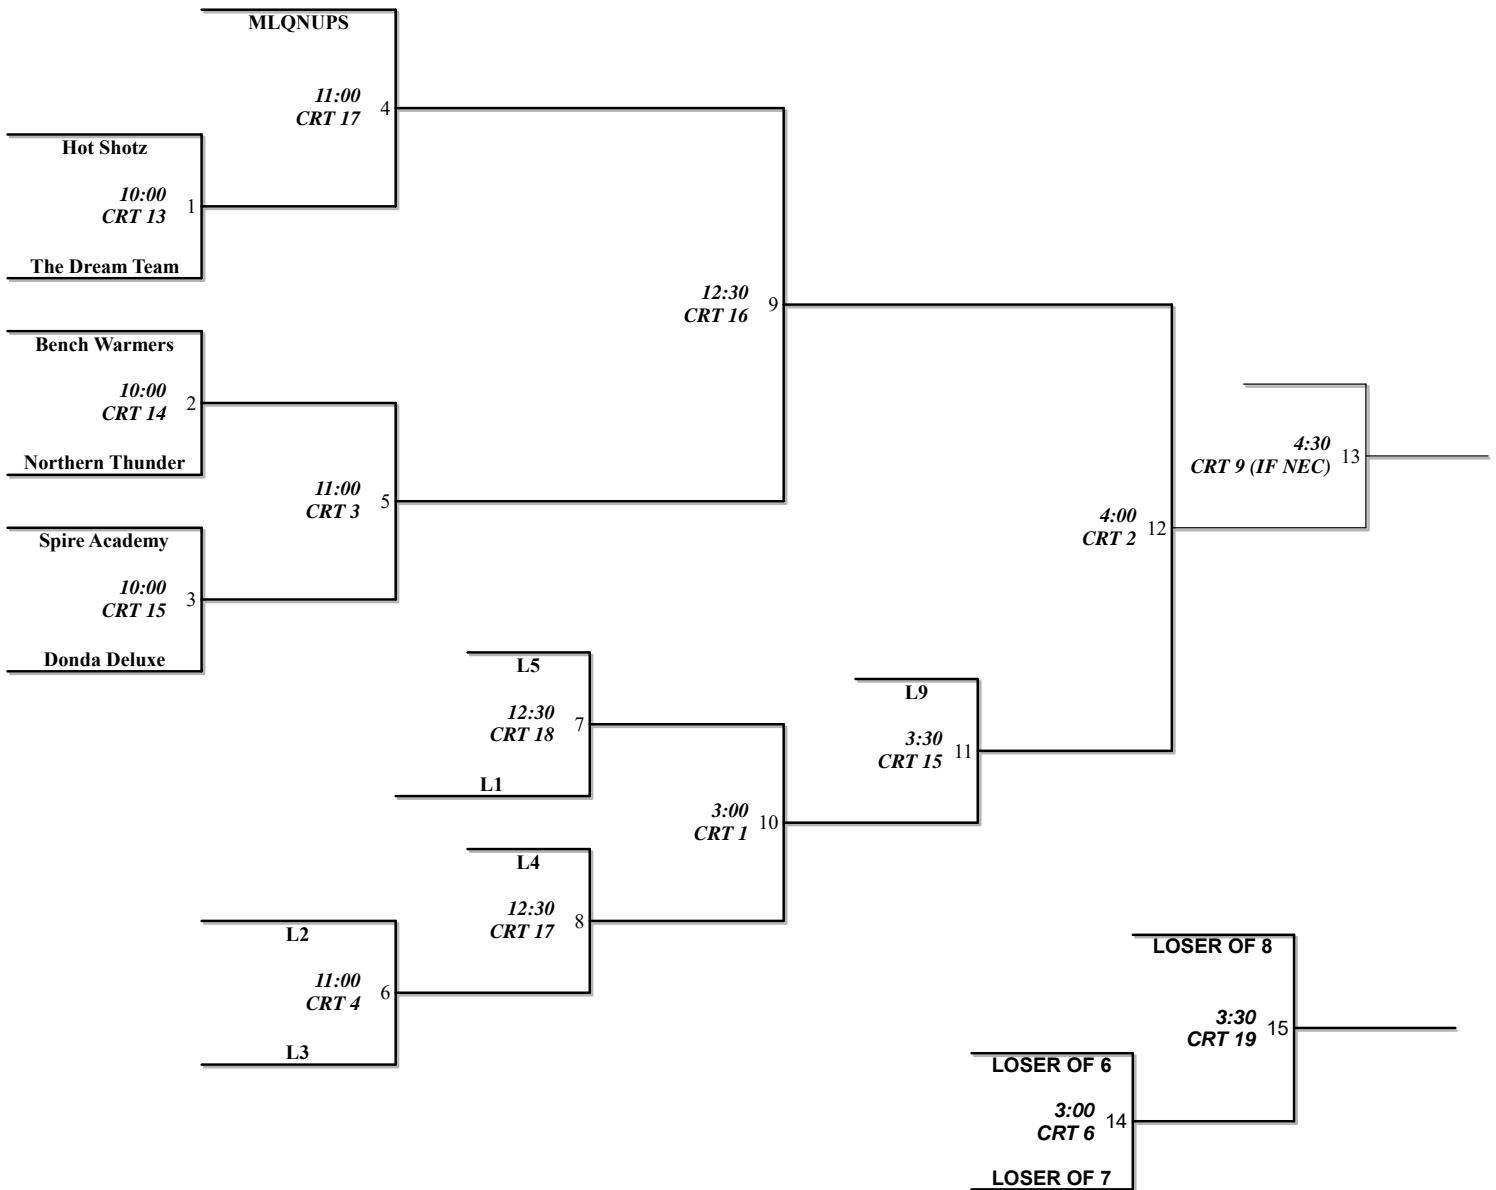 MLQNUPS
11:00
CRT 17
4
Hot Shotz
10:00
CRT 13
1
The Dream Team
Bench Warmers
10:00
CRT 14
2
Northern Thunder
11:00
CRT 3
5
Spire Academy
10:00
CRT 15
3
Donda Deluxe
12:30
CRT 16
9
4:30
CRT 9 (IF NEC)
13
4:00
CRT 2
12
L5
12:30
CRT 18
7
L1
L9
3:30
CRT 15
11
3:00
CRT 1
10
L4
12:30
CRT 17
8
L2
11:00
CRT 4
6
L3
LOSER OF 8
3:30
CRT 19
15
LOSER OF 6
3:00
CRT 6
14
LOSER OF 7